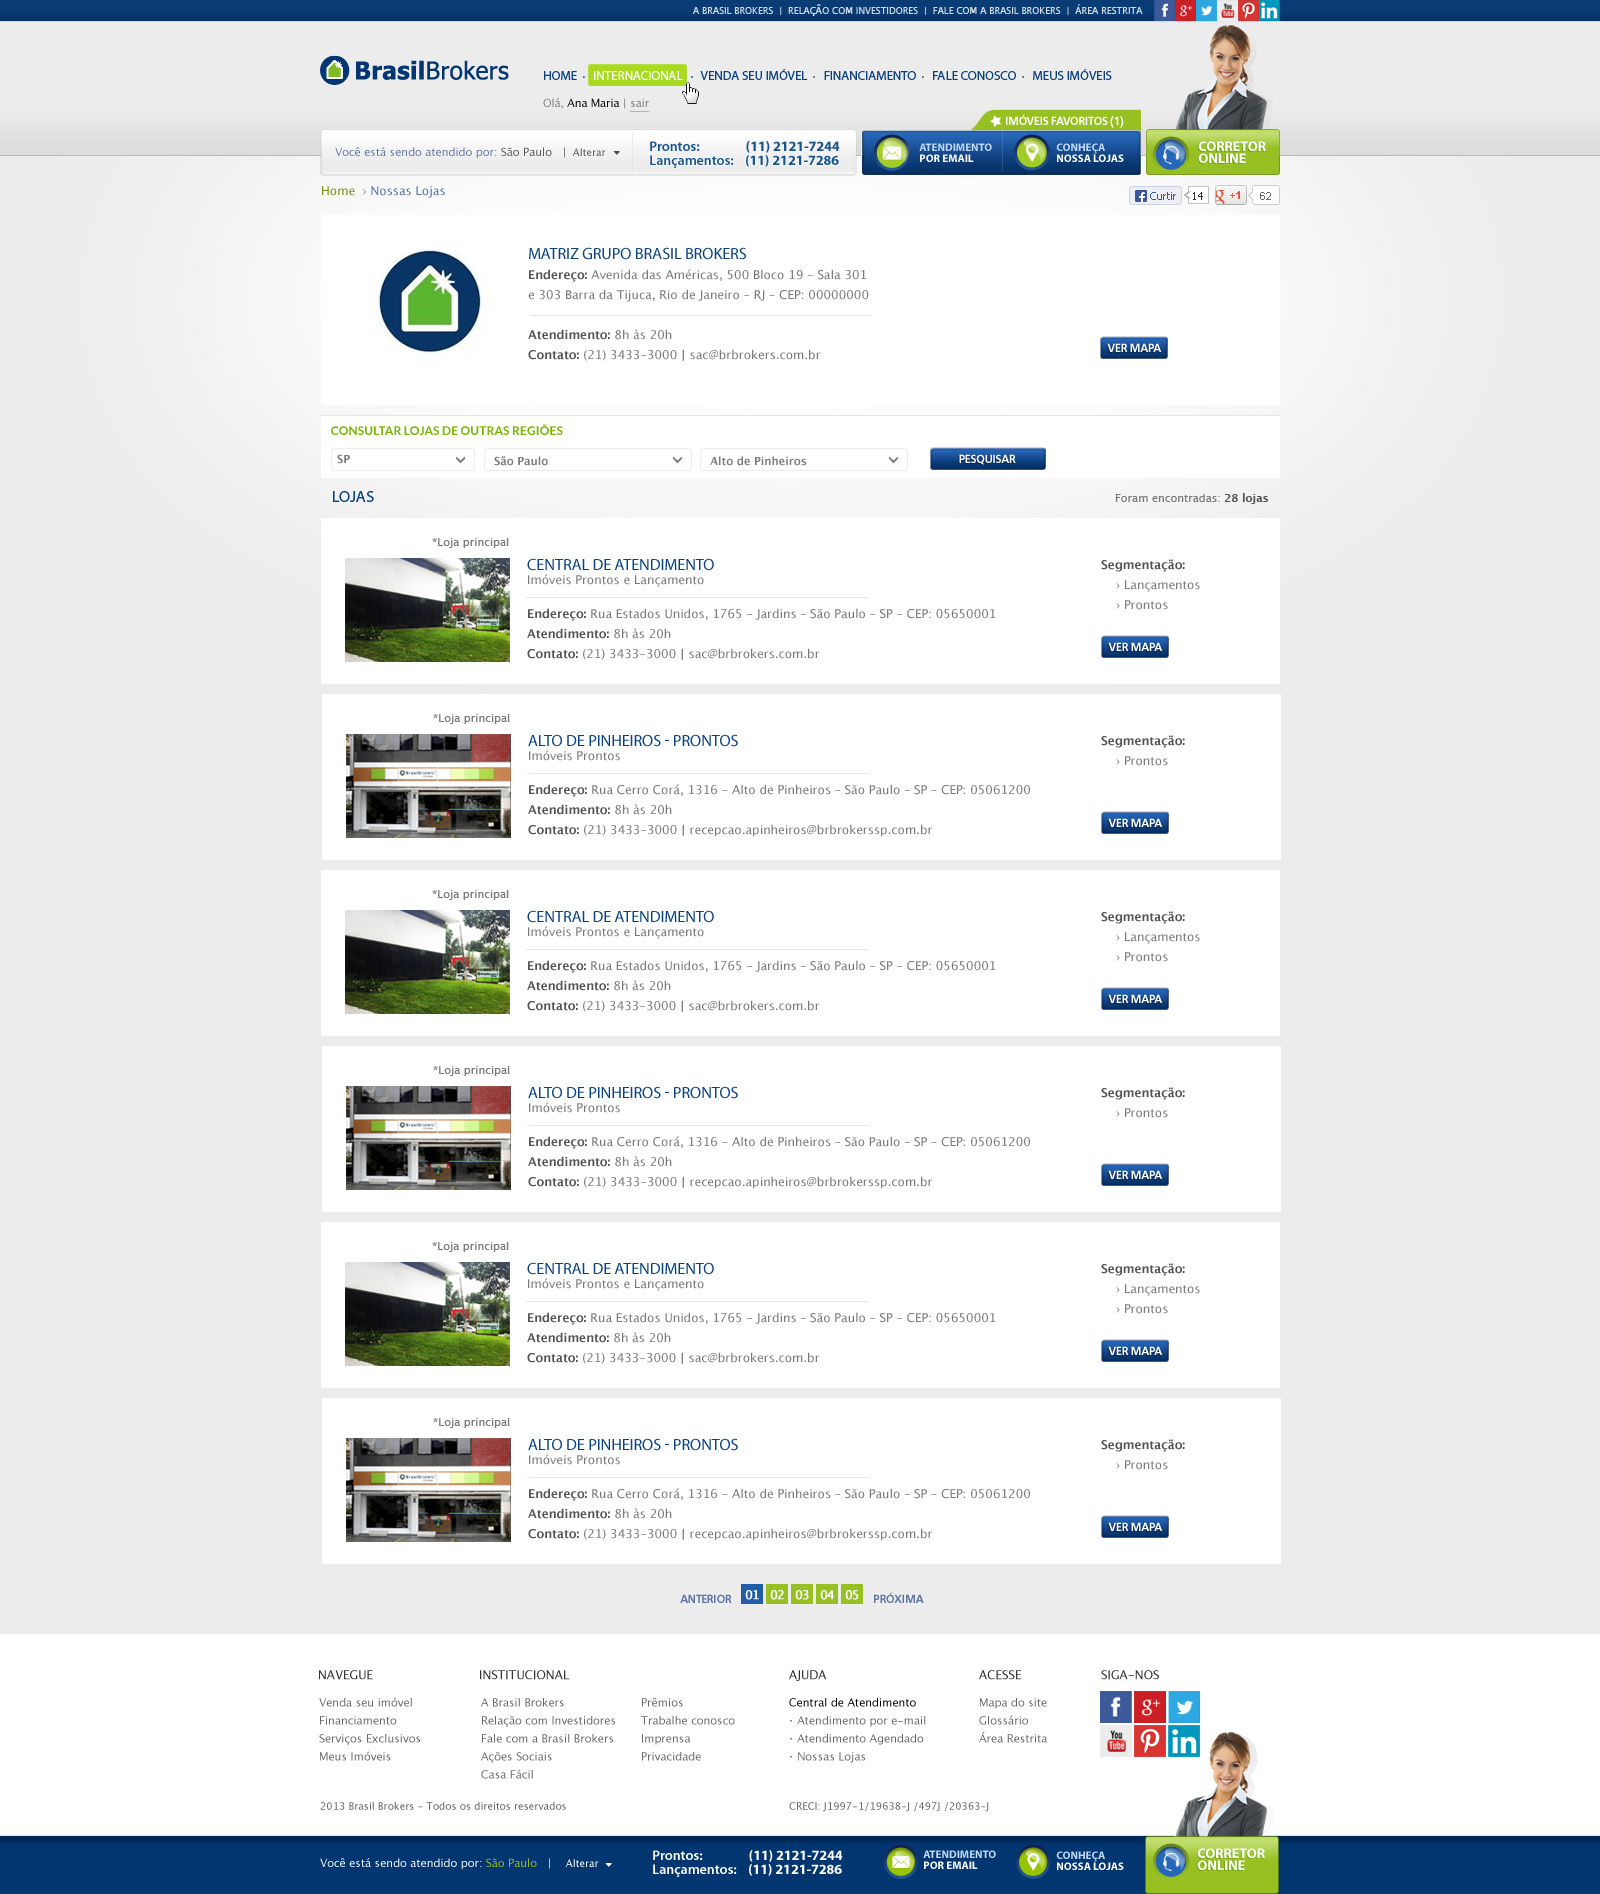 A BRASIL BROKERS | RELAÇÃO COM INVESTIDORES | FALE COM A BRASIL BROKERS | ÁREA RESTRITA
BrasilBrokers
HOME · INTERNACIONAL · VENDA SEU IMÓVEL · FINANCIAMENTO · FALE CONOSCO · MEUS IMÓVEIS
Olá, Ana Maria | sair
IMÓVEIS FAVORITOS (1)
Você está sendo atendido por: São Paulo | Alterar
Prontos: (11) 2121-7244
Lançamentos: (11) 2121-7286
ATENDIMENTO
POR EMAIL
CONHEÇA
NOSSA LOJAS
CORRETOR
ONLINE
Home › Nossas Lojas
Curtir 14 +1 62
MATRIZ GRUPO BRASIL BROKERS
Endereço: Avenida das Américas, 500 Bloco 19 - Sala 301
e 303 Barra da Tijuca, Rio de Janeiro - RJ - CEP: 00000000
Atendimento: 8h às 20h
Contato: (21) 3433-3000 | sac@brbrokers.com.br
VER MAPA
CONSULTAR LOJAS DE OUTRAS REGIÕES
SP São Paulo Alto de Pinheiros PESQUISAR
LOJAS
Foram encontradas: 28 lojas
*Loja principal
CENTRAL DE ATENDIMENTO
Imóveis Prontos e Lançamento
Endereço: Rua Estados Unidos, 1765 - Jardins - São Paulo - SP - CEP: 05650001
Atendimento: 8h às 20h
Contato: (21) 3433-3000 | sac@brbrokers.com.br
Segmentação:
› Lançamentos
› Prontos
VER MAPA
*Loja principal
BrasilBrokers
ALTO DE PINHEIROS - PRONTOS
Imóveis Prontos
Endereço: Rua Cerro Corá, 1316 - Alto de Pinheiros - São Paulo - SP - CEP: 05061200
Atendimento: 8h às 20h
Contato: (21) 3433-3000 | recepcao.apinheiros@brbrokerssp.com.br
Segmentação:
› Prontos
VER MAPA
*Loja principal
CENTRAL DE ATENDIMENTO
Imóveis Prontos e Lançamento
Endereço: Rua Estados Unidos, 1765 - Jardins - São Paulo - SP - CEP: 05650001
Atendimento: 8h às 20h
Contato: (21) 3433-3000 | sac@brbrokers.com.br
Segmentação:
› Lançamentos
› Prontos
VER MAPA
*Loja principal
BrasilBrokers
ALTO DE PINHEIROS - PRONTOS
Imóveis Prontos
Endereço: Rua Cerro Corá, 1316 - Alto de Pinheiros - São Paulo - SP - CEP: 05061200
Atendimento: 8h às 20h
Contato: (21) 3433-3000 | recepcao.apinheiros@brbrokerssp.com.br
Segmentação:
› Prontos
VER MAPA
*Loja principal
CENTRAL DE ATENDIMENTO
Imóveis Prontos e Lançamento
Endereço: Rua Estados Unidos, 1765 - Jardins - São Paulo - SP - CEP: 05650001
Atendimento: 8h às 20h
Contato: (21) 3433-3000 | sac@brbrokers.com.br
Segmentação:
› Lançamentos
› Prontos
VER MAPA
*Loja principal
BrasilBrokers
ALTO DE PINHEIROS - PRONTOS
Imóveis Prontos
Endereço: Rua Cerro Corá, 1316 - Alto de Pinheiros - São Paulo - SP - CEP: 05061200
Atendimento: 8h às 20h
Contato: (21) 3433-3000 | recepcao.apinheiros@brbrokerssp.com.br
Segmentação:
› Prontos
VER MAPA
ANTERIOR 01 02 03 04 05 PRÓXIMA
NAVEGUE
Venda seu imóvel
Financiamento
Serviços Exclusivos
Meus Imóveis
INSTITUCIONAL
A Brasil Brokers
Relação com Investidores
Fale com a Brasil Brokers
Ações Sociais
Casa Fácil
Prêmios
Trabalhe conosco
Imprensa
Privacidade
AJUDA
Central de Atendimento
· Atendimento por e-mail
· Atendimento Agendado
· Nossas Lojas
ACESSE
Mapa do site
Glossário
Área Restrita
SIGA-NOS
You Tube
2013 Brasil Brokers - Todos os direitos reservados
CRECI: J1997-1/19638-J /497J /20363-J
Você está sendo atendido por: São Paulo | Alterar
Prontos: (11) 2121-7244
Lançamentos: (11) 2121-7286
ATENDIMENTO
POR EMAIL
CONHEÇA
NOSSA LOJAS
CORRETOR
ONLINE